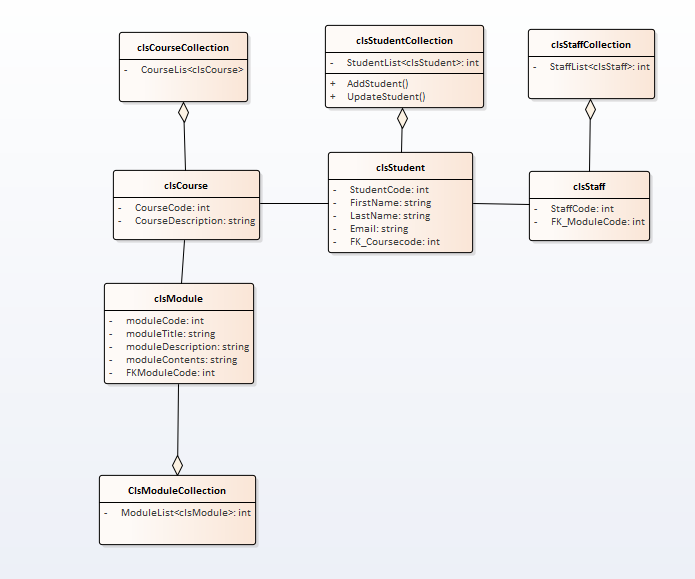 clsCourseCollection
- CourseLis<clsCourse>
clsStudentCollection
- StudentList<clsStudent>: int
+ AddStudent()
+ UpdateStudent()
clsStaffCollection
- StaffList<clsStaff>: int
clsCourse
- CourseCode: int
- CourseDescription: string
clsStudent
- StudentCode: int
- FirstName: string
- LastName: string
- Email: string
- FK_Coursecode: int
clsStaff
- StaffCode: int
- FK_ModuleCode: int
clsModule
- moduleCode: int
- moduleTitle: string
- moduleDescription: string
- moduleContents: string
- FKModuleCode: int
ClsModuleCollection
- ModuleList<clsModule>: int